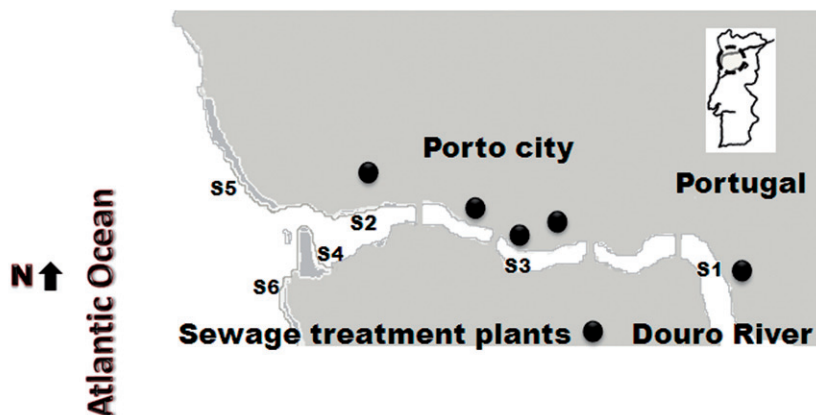 Porto city
Portugal
S5
S2
S4
S3
S1
S6
N
Atlantic Ocean
Sewage treatment plants
Douro River